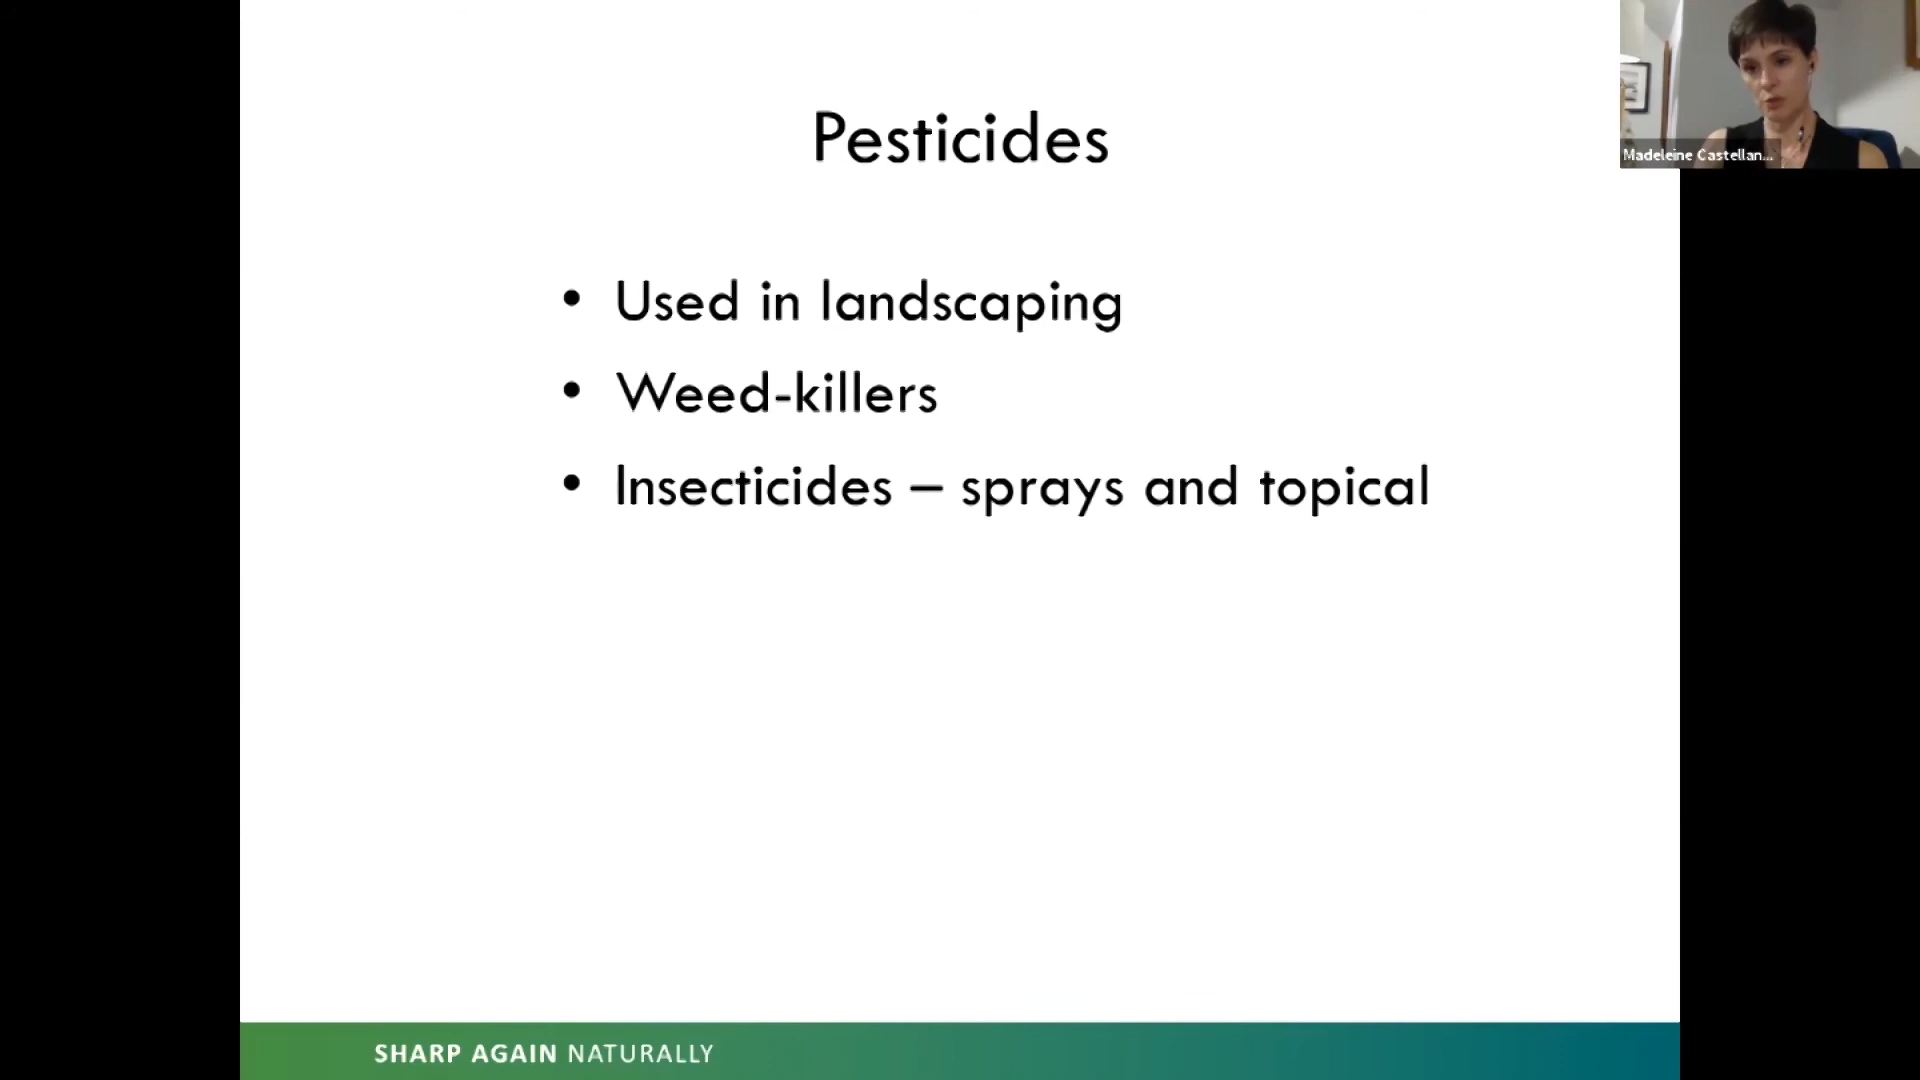 Pesticides
Madeleine Castellan...
• Used in landscaping
• Weed-killers
• Insecticides – sprays and topical
SHARP AGAIN NATURALLY